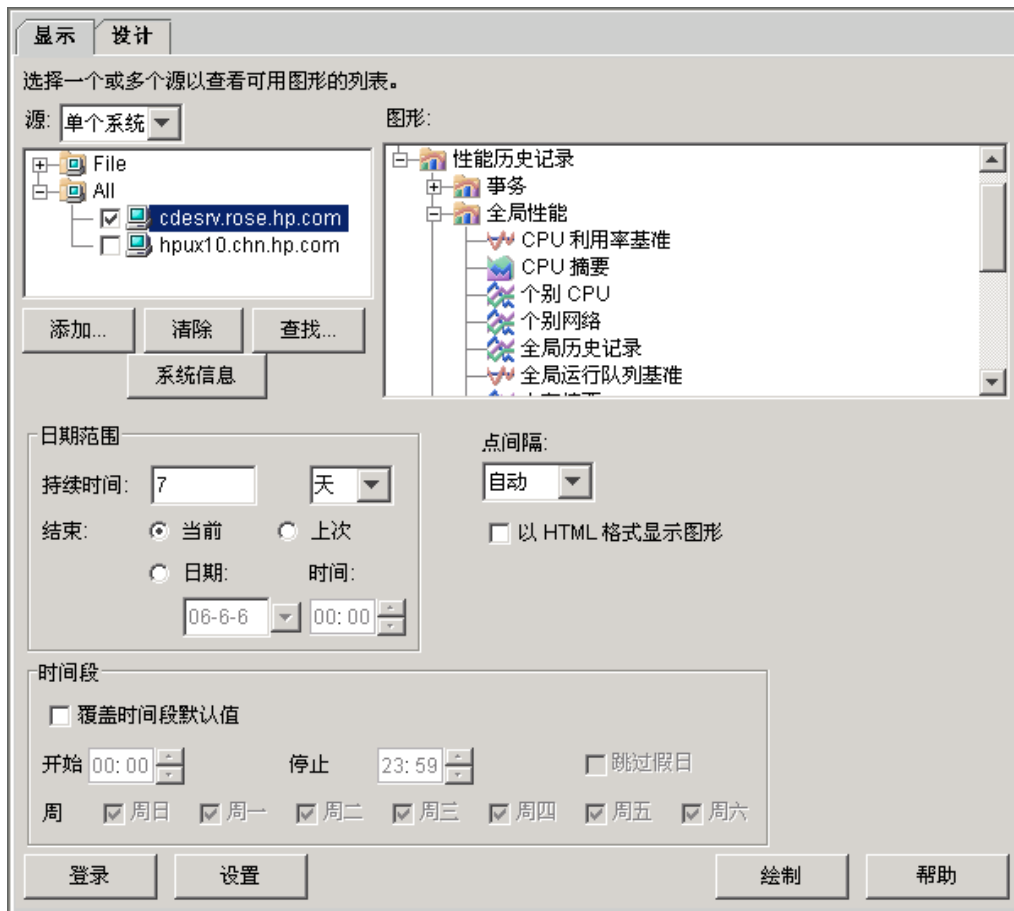 显示 设计
选择一个或多个源以查看可用图形的列表。
源: 单个系统
图形:
File
All
cdesrv.rose.hp.com
hpux10.chn.hp.com
添加... 清除 查找...
系统信息
性能历史记录
事务
全局性能
CPU 利用率基准
CPU 摘要
个别 CPU
个别网络
全局历史记录
全局运行队列基准
日期范围
持续时间: 7 天
结束: 当前 上次
日期: 时间:
06-6-6 00:00
点间隔:
自动
以 HTML 格式显示图形
时间段
覆盖时间段默认值
开始 00:00 停止 23:59 跳过假日
周 周日 周一 周二 周三 周四 周五 周六
登录 设置 绘制 帮助